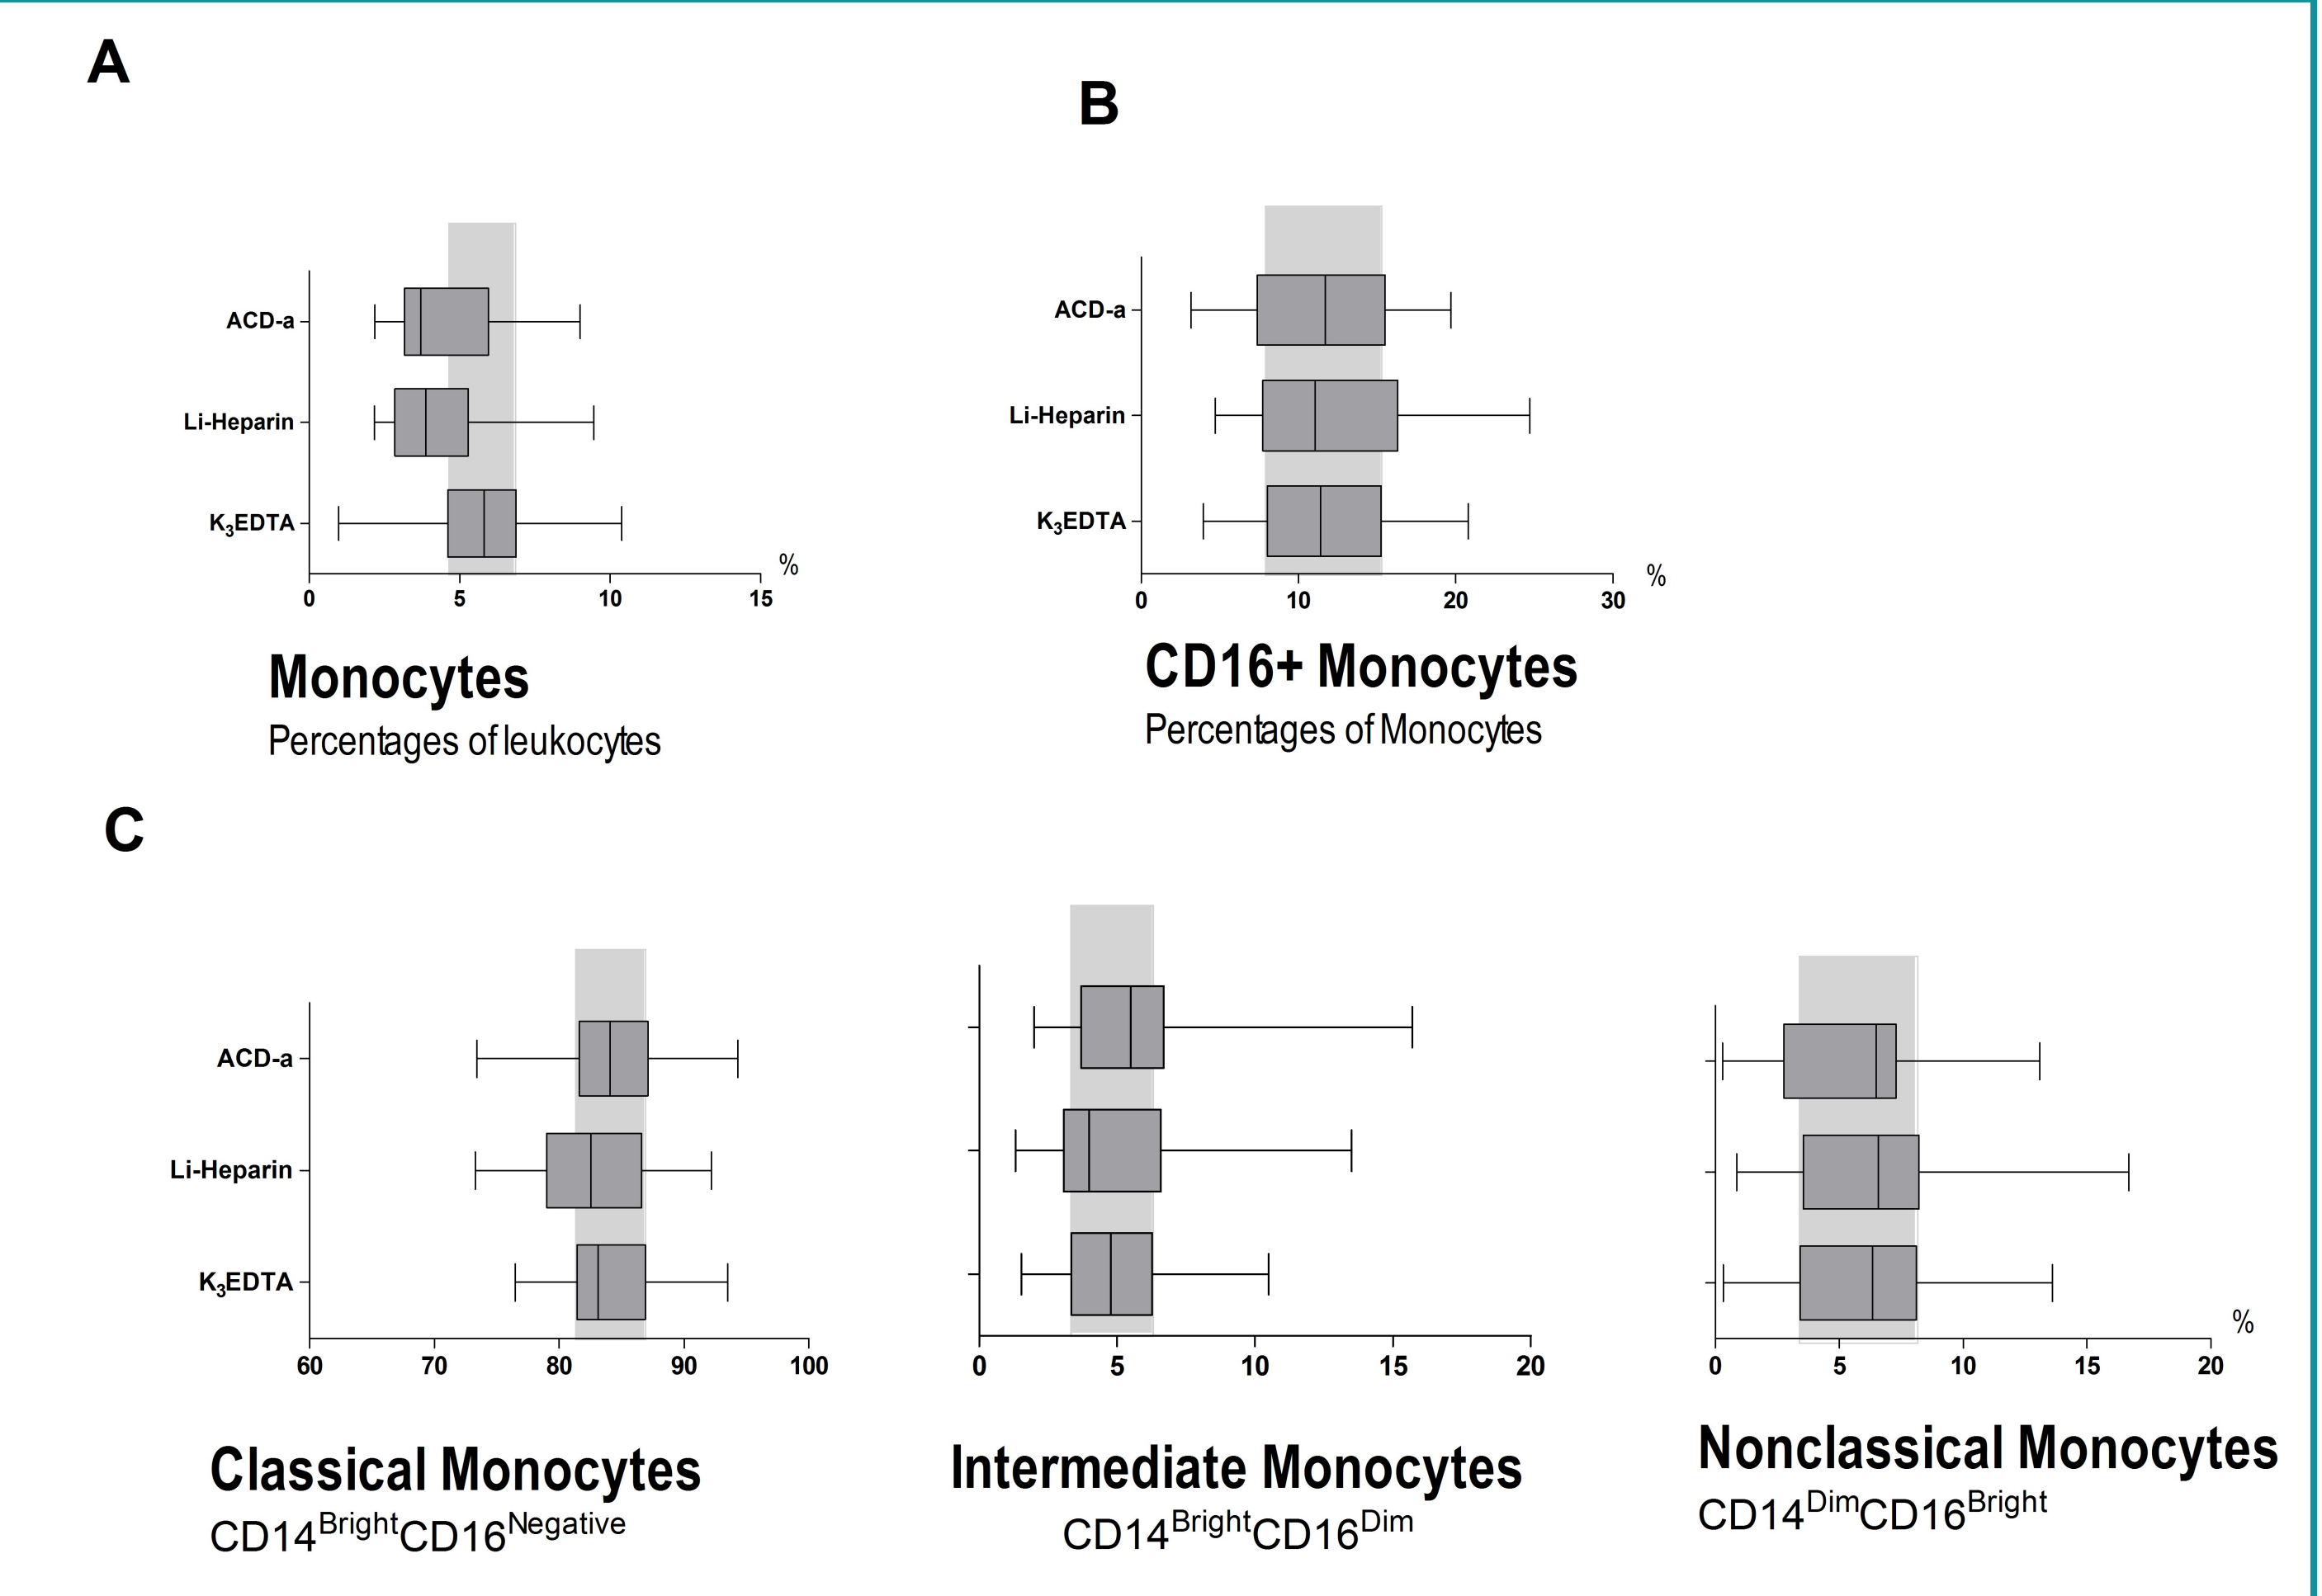 A
B
ACD-a
Li-Heparin
K3EDTA
%
0 5 10 15
Monocytes
Percentages of leukocytes
ACD-a
Li-Heparin
K3EDTA
%
0 10 20 30
CD16+ Monocytes
Percentages of Monocytes
C
ACD-a
Li-Heparin
K3EDTA
60 70 80 90 100
Classical Monocytes
CD14BrightCD16Negative
0 5 10 15 20
Intermediate Monocytes
CD14BrightCD16Dim
%
0 5 10 15 20
Nonclassical Monocytes
CD14DimCD16Bright